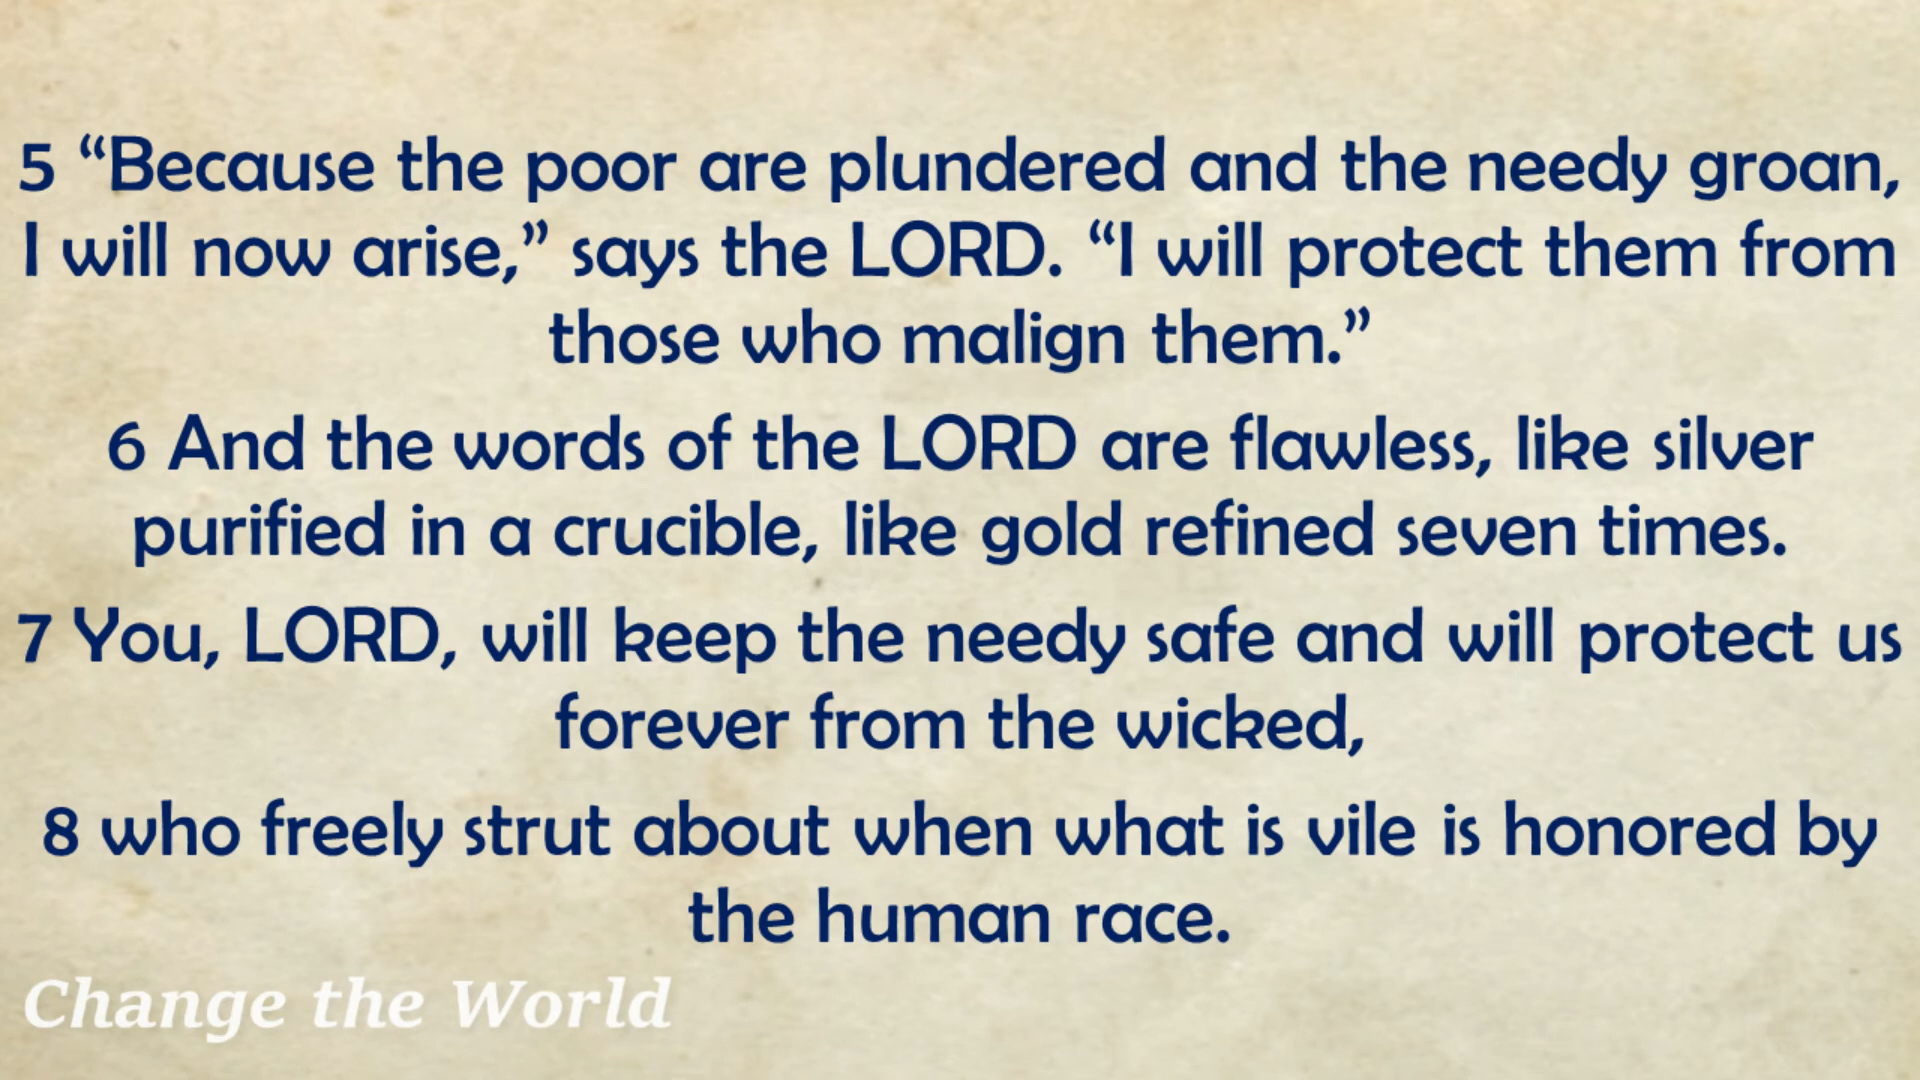 5 “Because the poor are plundered and the needy groan,
I will now arise,” says the LORD. “I will protect them from
those who malign them.”
6 And the words of the LORD are flawless, like silver
purified in a crucible, like gold refined seven times.
7 You, LORD, will keep the needy safe and will protect us
forever from the wicked,
8 who freely strut about when what is vile is honored by
the human race.
Change the World